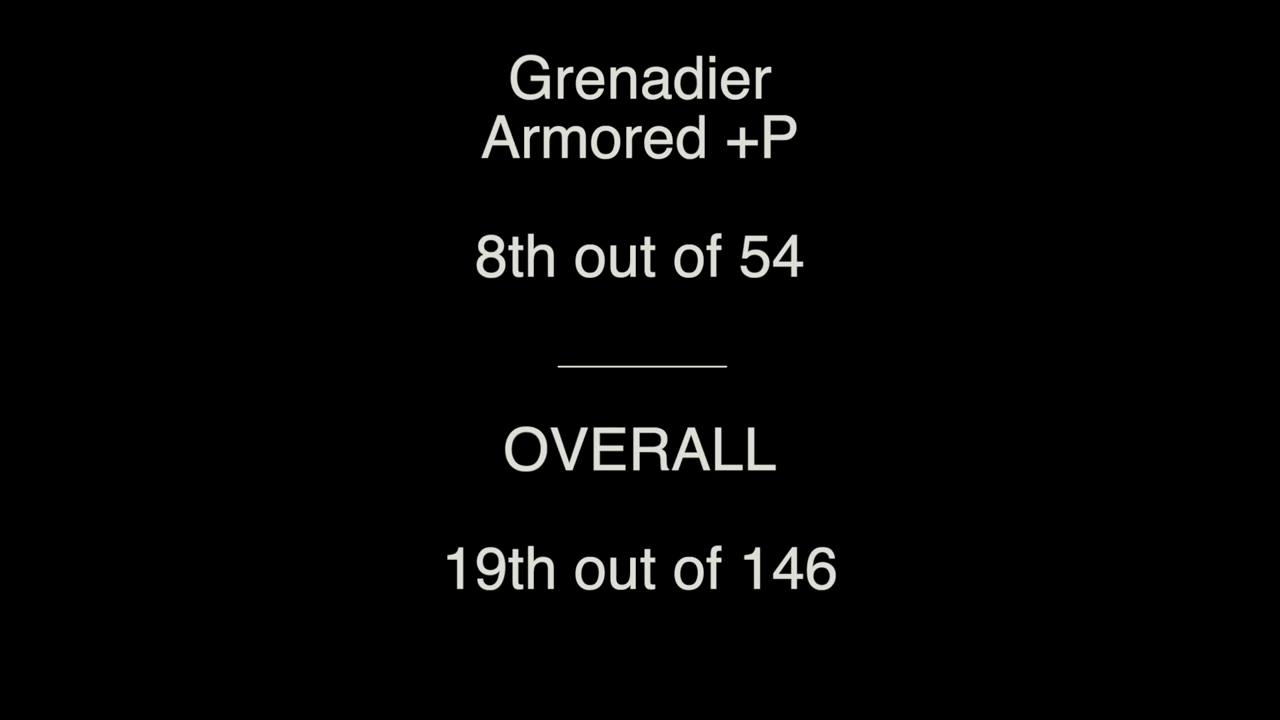 Grenadier
Armored +P
8th out of 54
OVERALL
19th out of 146